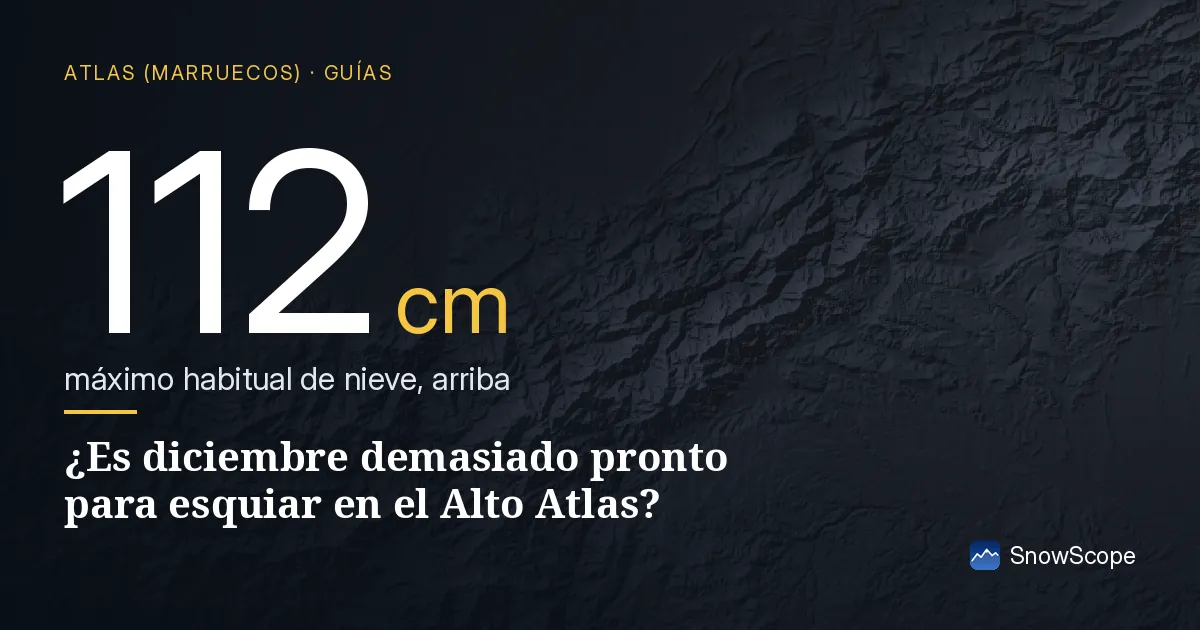 ATLAS (MARRUECOS) · GUÍAS
112 cm
máximo habitual de nieve, arriba
¿Es diciembre demasiado pronto
para esquiar en el Alto Atlas?
SnowScope